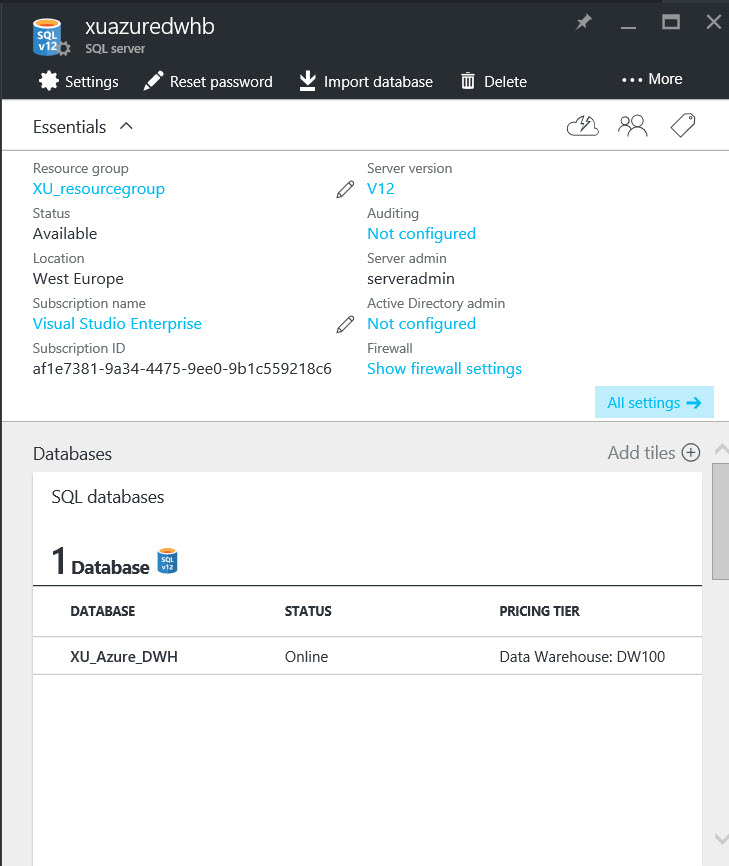 xuazuredwhb
SQL server
SQL v12
Settings Reset password Import database Delete ... More
Essentials
Resource group
XU_resourcegroup
Server version
V12
Status
Available
Auditing
Not configured
Location
West Europe
Server admin
serveradmin
Subscription name
Visual Studio Enterprise
Active Directory admin
Not configured
Subscription ID
af1e7381-9a34-4475-9ee0-9b1c559218c6
Firewall
Show firewall settings
All settings
Databases Add tiles
SQL databases
1 Database SQL v12
DATABASE STATUS PRICING TIER
XU_Azure_DWH Online Data Warehouse: DW100